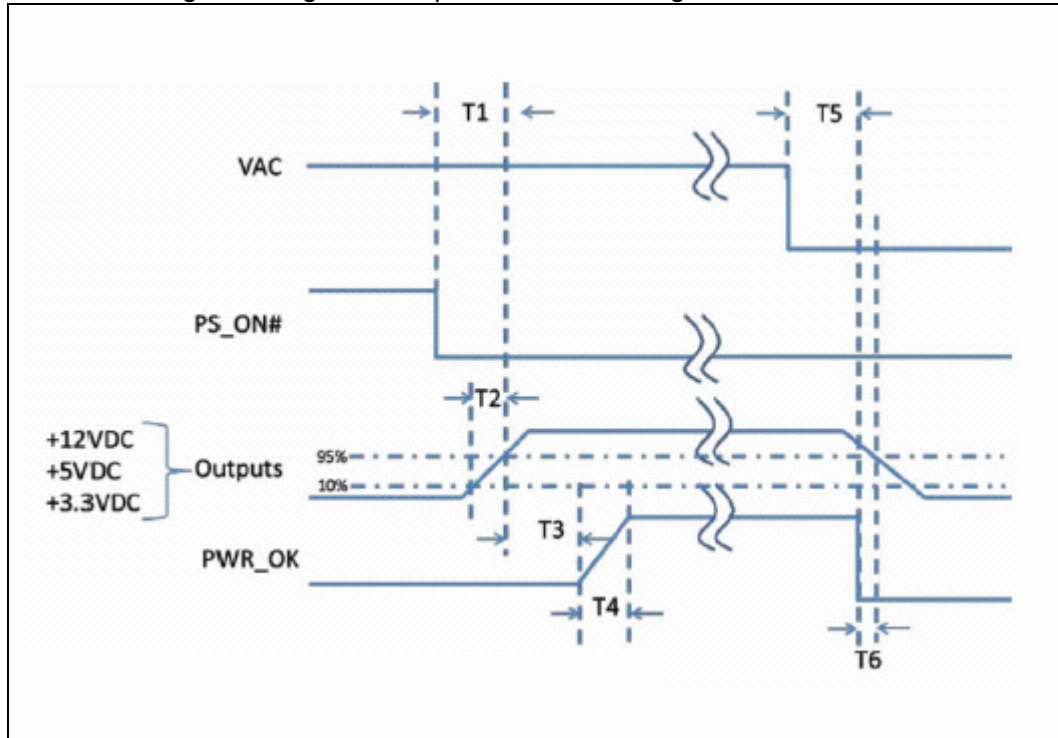 T1
T5
VAC
PS_ON#
T2
+12VDC
+5VDC
+3.3VDC
Outputs
95%
10%
T3
PWR_OK
T4
T6